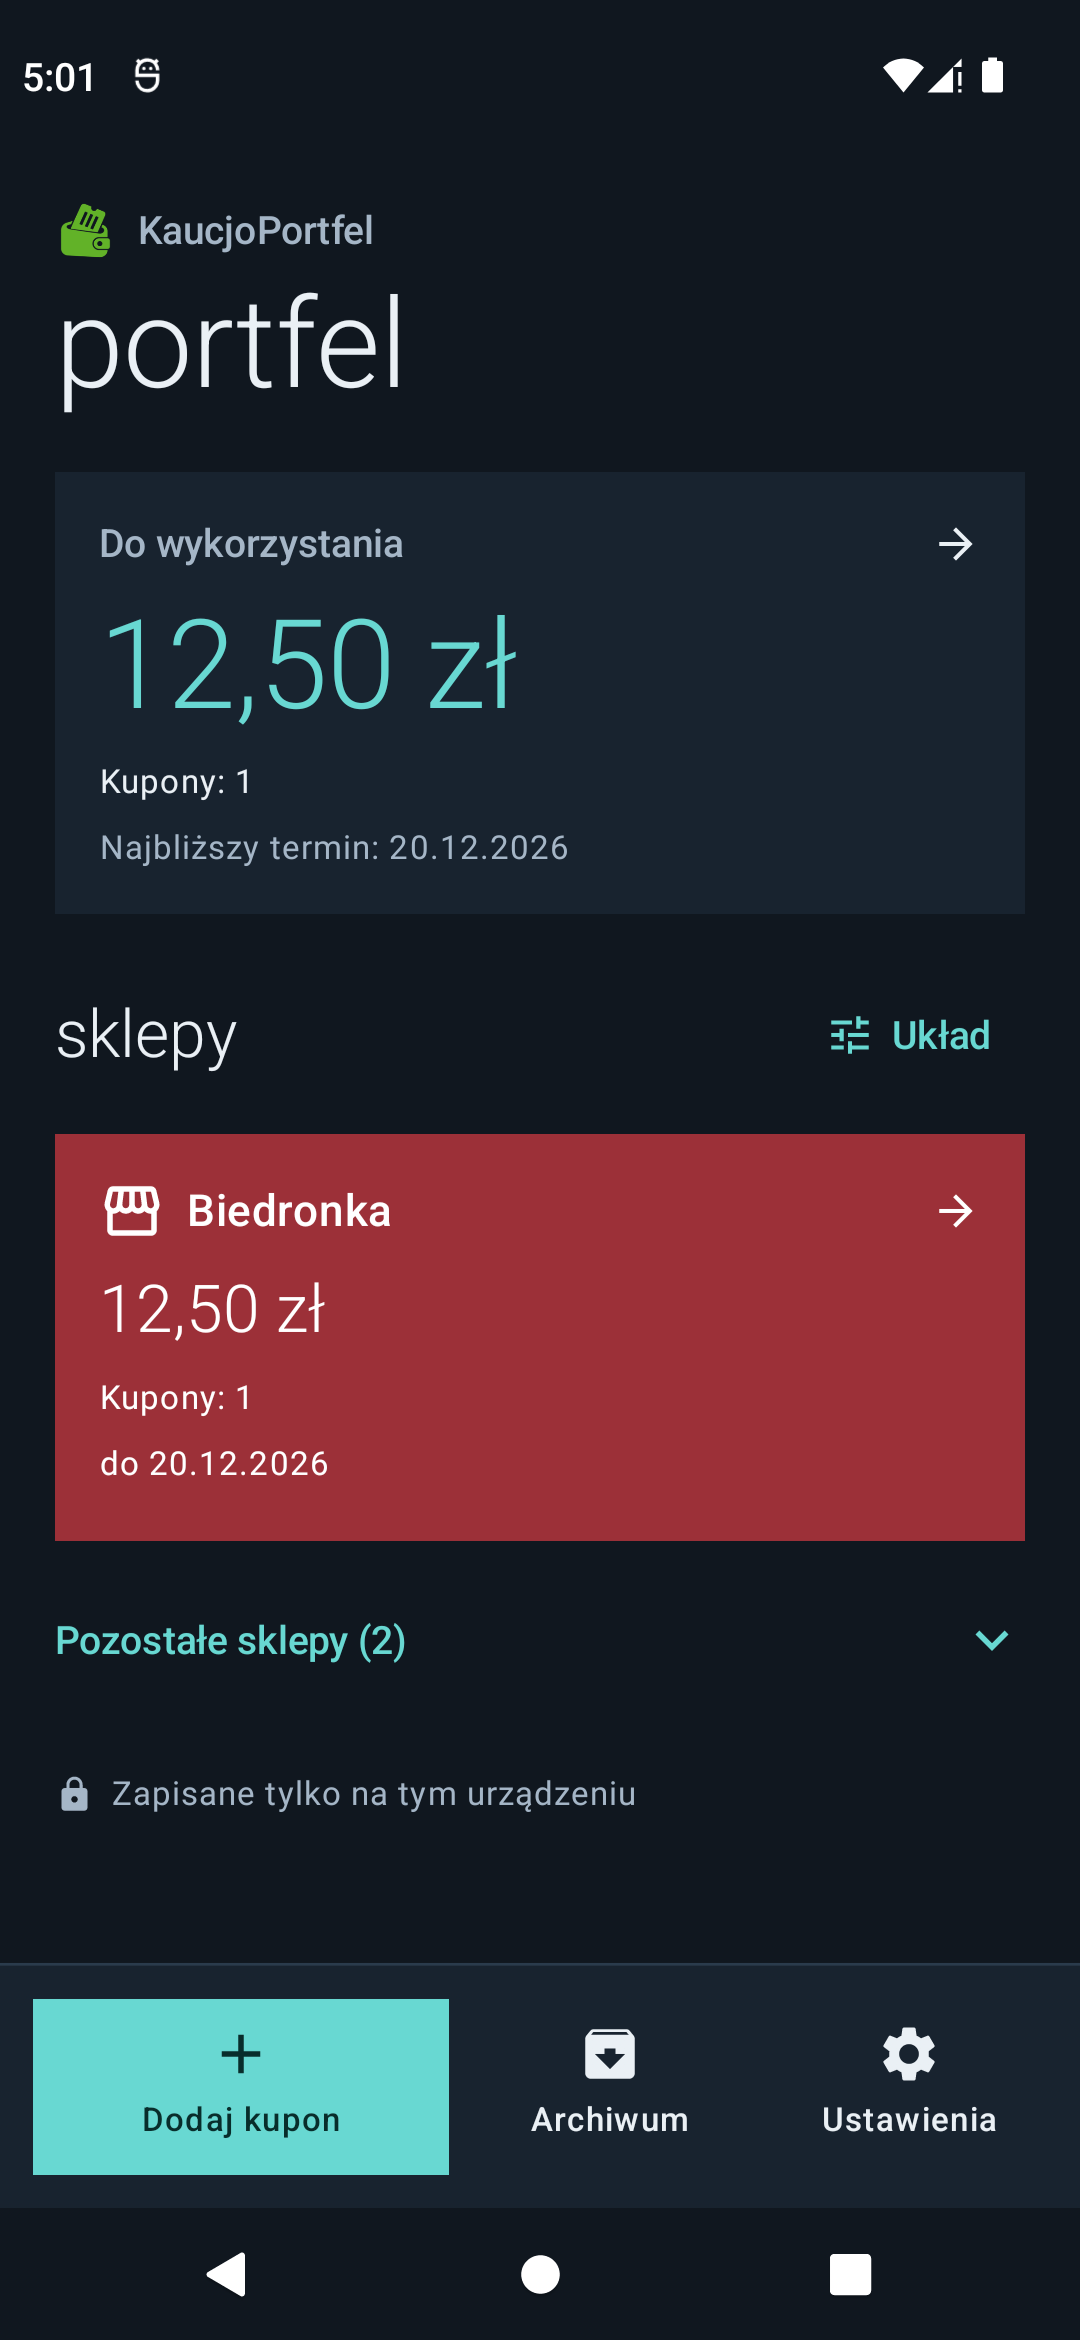 5:01
KaucjoPortfel
portfel
Do wykorzystania
12,50 zł
Kupony: 1
Najbliższy termin: 20.12.2026
sklepy
Układ
Biedronka
12,50 zł
Kupony: 1
do 20.12.2026
Pozostałe sklepy (2)
Zapisane tylko na tym urządzeniu
Dodaj kupon
Archiwum
Ustawienia